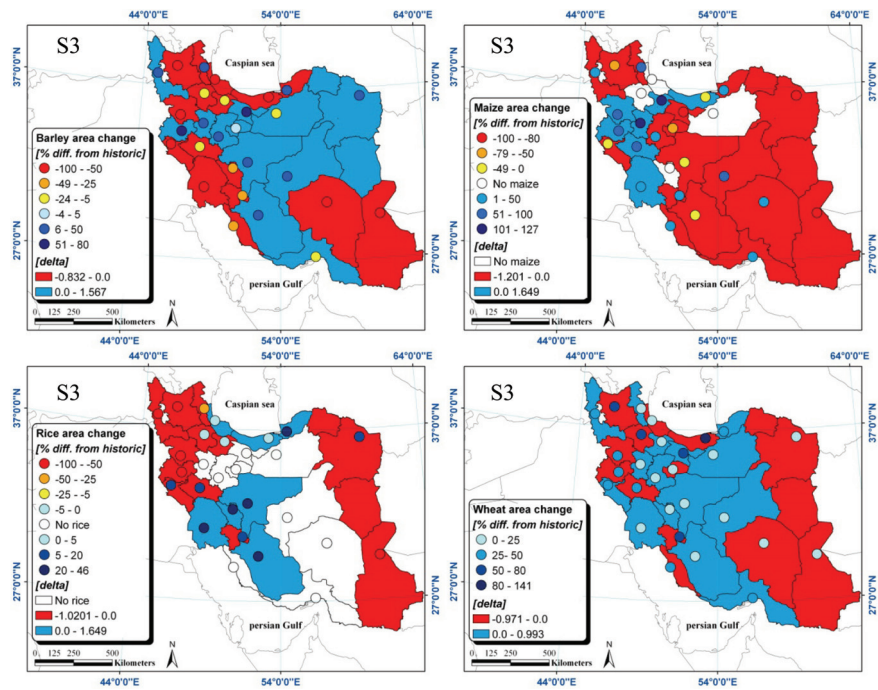 44°0'0"E 54°0'0"E 64°0'0"E
S3
Caspian sea
37°0'0"N
27°0'0"N
Barley area change
[% diff. from historic]
-100 - -50
-49 - -25
-24 - -5
-4 - 5
6 - 50
51 - 80
[delta]
-0.832 - 0.0
0.0 - 1.567
persian Gulf
0 125 250 500
Kilometers
N
44°0'0"E 54°0'0"E 64°0'0"E
44°0'0"E 54°0'0"E 64°0'0"E
S3
Caspian sea
37°0'0"N
27°0'0"N
Maize area change
[% diff. from historic]
-100 - -80
-79 - -50
-49 - 0
No maize
1 - 50
51 - 100
101 - 127
[delta]
No maize
-1.201 - 0.0
0.0 1.649
persian Gulf
0 125 250 500
Kilometers
N
44°0'0"E 54°0'0"E 64°0'0"E
S3
Caspian sea
37°0'0"N
27°0'0"N
Rice area change
[% diff. from historic]
-100 - -50
-50 - -25
-25 - -5
-5 - 0
No rice
0 - 5
5 - 20
20 - 46
[delta]
No rice
-1.0201 - 0.0
0.0 - 1.649
persian Gulf
0 125 250 500
Kilometers
N
44°0'0"E 54°0'0"E
S3
Caspian sea
37°0'0"N
27°0'0"N
Wheat area change
[% diff. from historic]
0 - 25
25 - 50
50 - 80
80 - 141
[delta]
-0.971 - 0.0
0.0 - 0.993
persian Gulf
0 125 250 500
Kilometers
N
44°0'0"E 54°0'0"E